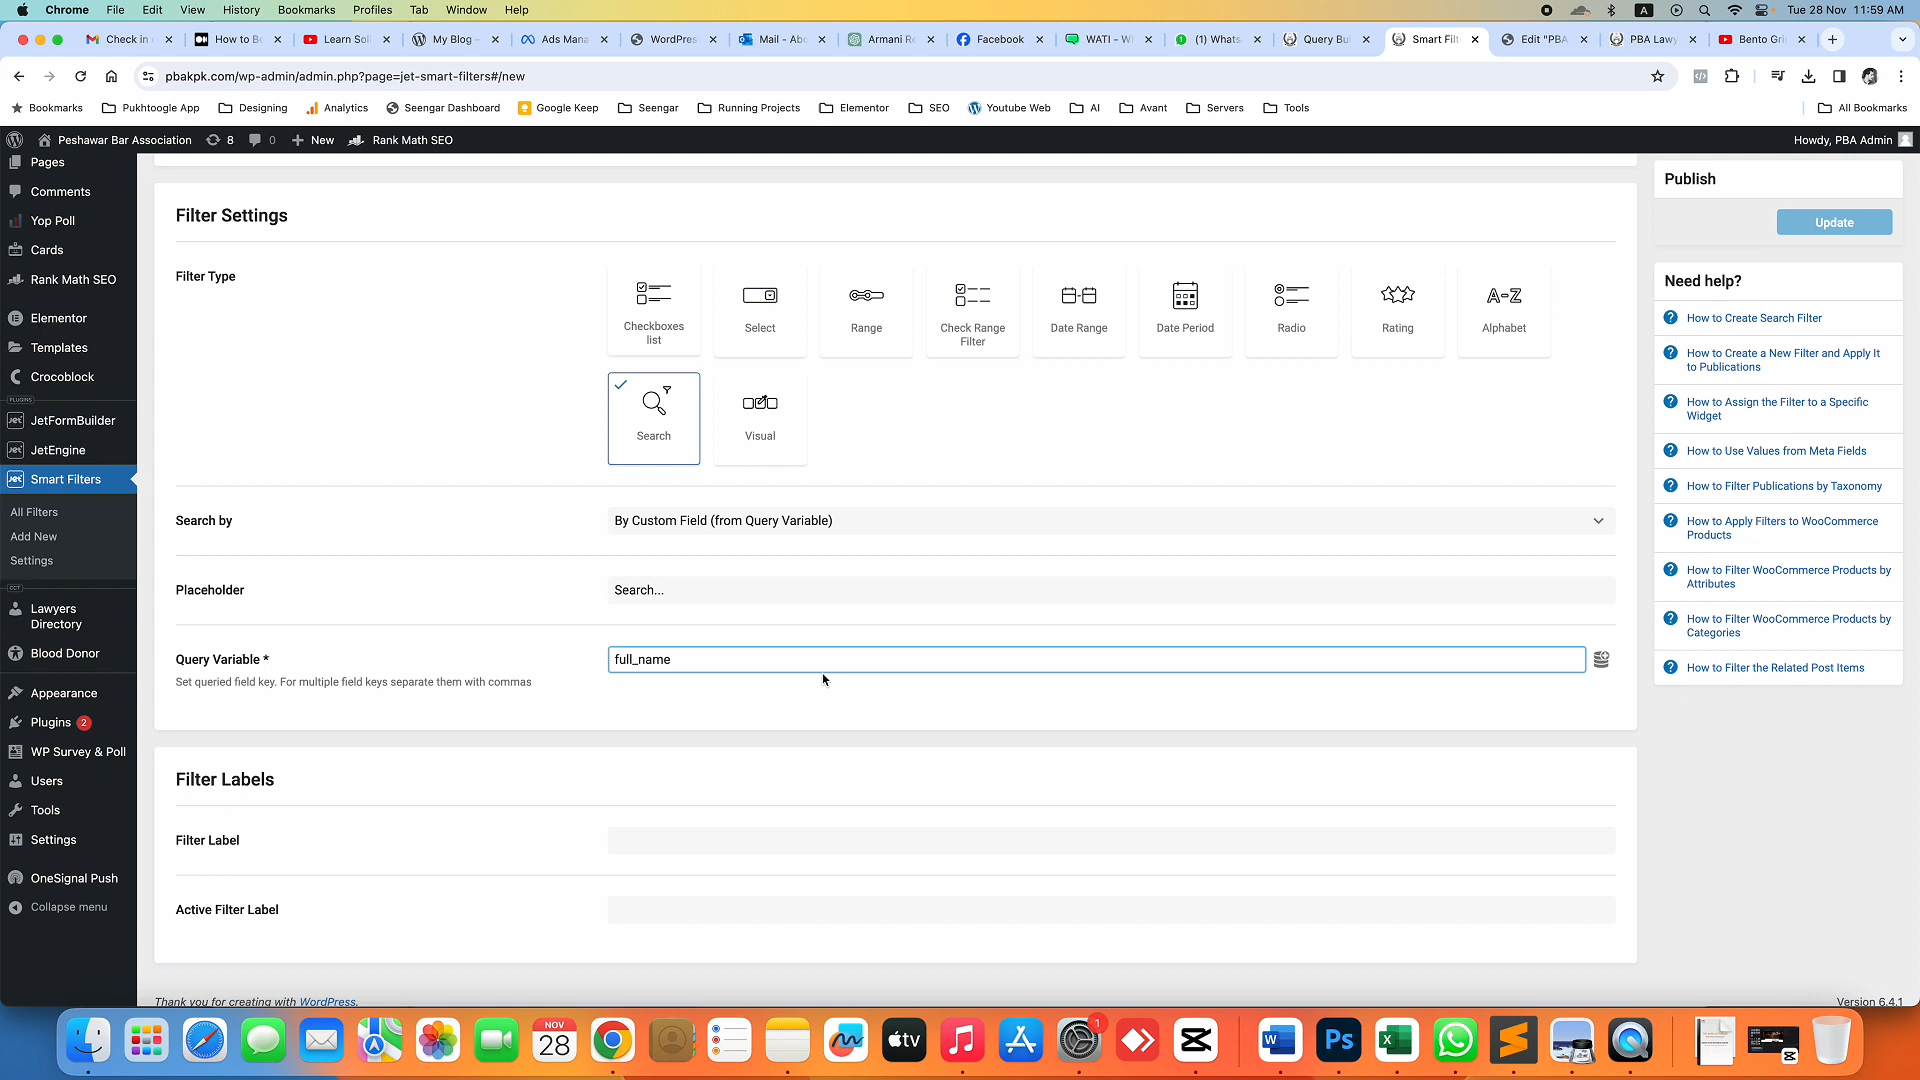 Chrome File Edit View History Bookmarks Profiles Tab Window Help A Tue 28 Nov 11:59 AM
Check in How to B Learn Sol My Blog – Ads Mana WordPres Mail - Abd Armani R Facebook WATI - W (1) Whats Query Bu Smart Filt Edit "PBA PBA Lawy Bento Gri
pbakpk.com/wp-admin/admin.php?page=jet-smart-filters#/new
Bookmarks Pukhtoogle App Designing Analytics Seengar Dashboard Google Keep Seengar Running Projects Elementor SEO Youtube Web AI Avant Servers Tools All Bookmarks
Peshawar Bar Association 8 0 New Rank Math SEO Howdy, PBA Admin
Pages
Comments
Yop Poll
Cards
Rank Math SEO
Elementor
Templates
Crocoblock
PLUGINS
JetFormBuilder
JetEngine
Smart Filters
All Filters
Add New
Settings
CCT
Lawyers
Directory
Blood Donor
Appearance
Plugins 2
WP Survey & Poll
Users
Tools
Settings
OneSignal Push
Collapse menu
Filter Settings
Filter Type
Checkboxes
list
Select
Range
Check Range
Filter
Date Range
Date Period
Radio
Rating
A-Z
Alphabet
Search
Visual
Search by
By Custom Field (from Query Variable)
Placeholder
Search...
Query Variable *
full_name
Set queried field key. For multiple field keys separate them with commas
Filter Labels
Filter Label
Active Filter Label
Thank you for creating with WordPress.
Version 6.4.1
Publish
Update
Need help?
How to Create Search Filter
How to Create a New Filter and Apply It
to Publications
How to Assign the Filter to a Specific
Widget
How to Use Values from Meta Fields
How to Filter Publications by Taxonomy
How to Apply Filters to WooCommerce
Products
How to Filter WooCommerce Products by
Attributes
How to Filter WooCommerce Products by
Categories
How to Filter the Related Post Items
NOV
28
tv
1
W
Ps
X